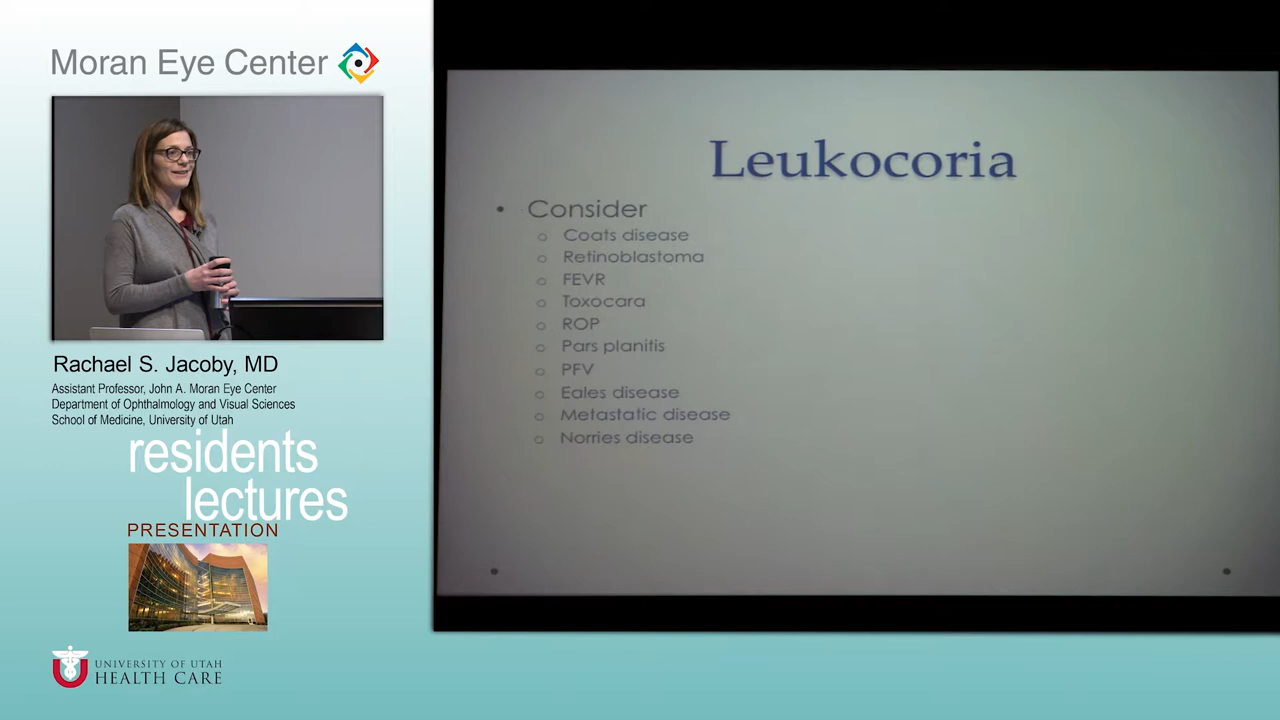 Moran Eye Center
Rachael S. Jacoby, MD
Assistant Professor, John A. Moran Eye Center
Department of Ophthalmology and Visual Sciences
School of Medicine, University of Utah
residents
lectures
PRESENTATION
UNIVERSITY OF UTAH
HEALTH CARE
Leukocoria
• Consider
o Coats disease
o Retinoblastoma
o FEVR
o Toxocara
o ROP
o Pars planitis
o PFV
o Eales disease
o Metastatic disease
o Norries disease